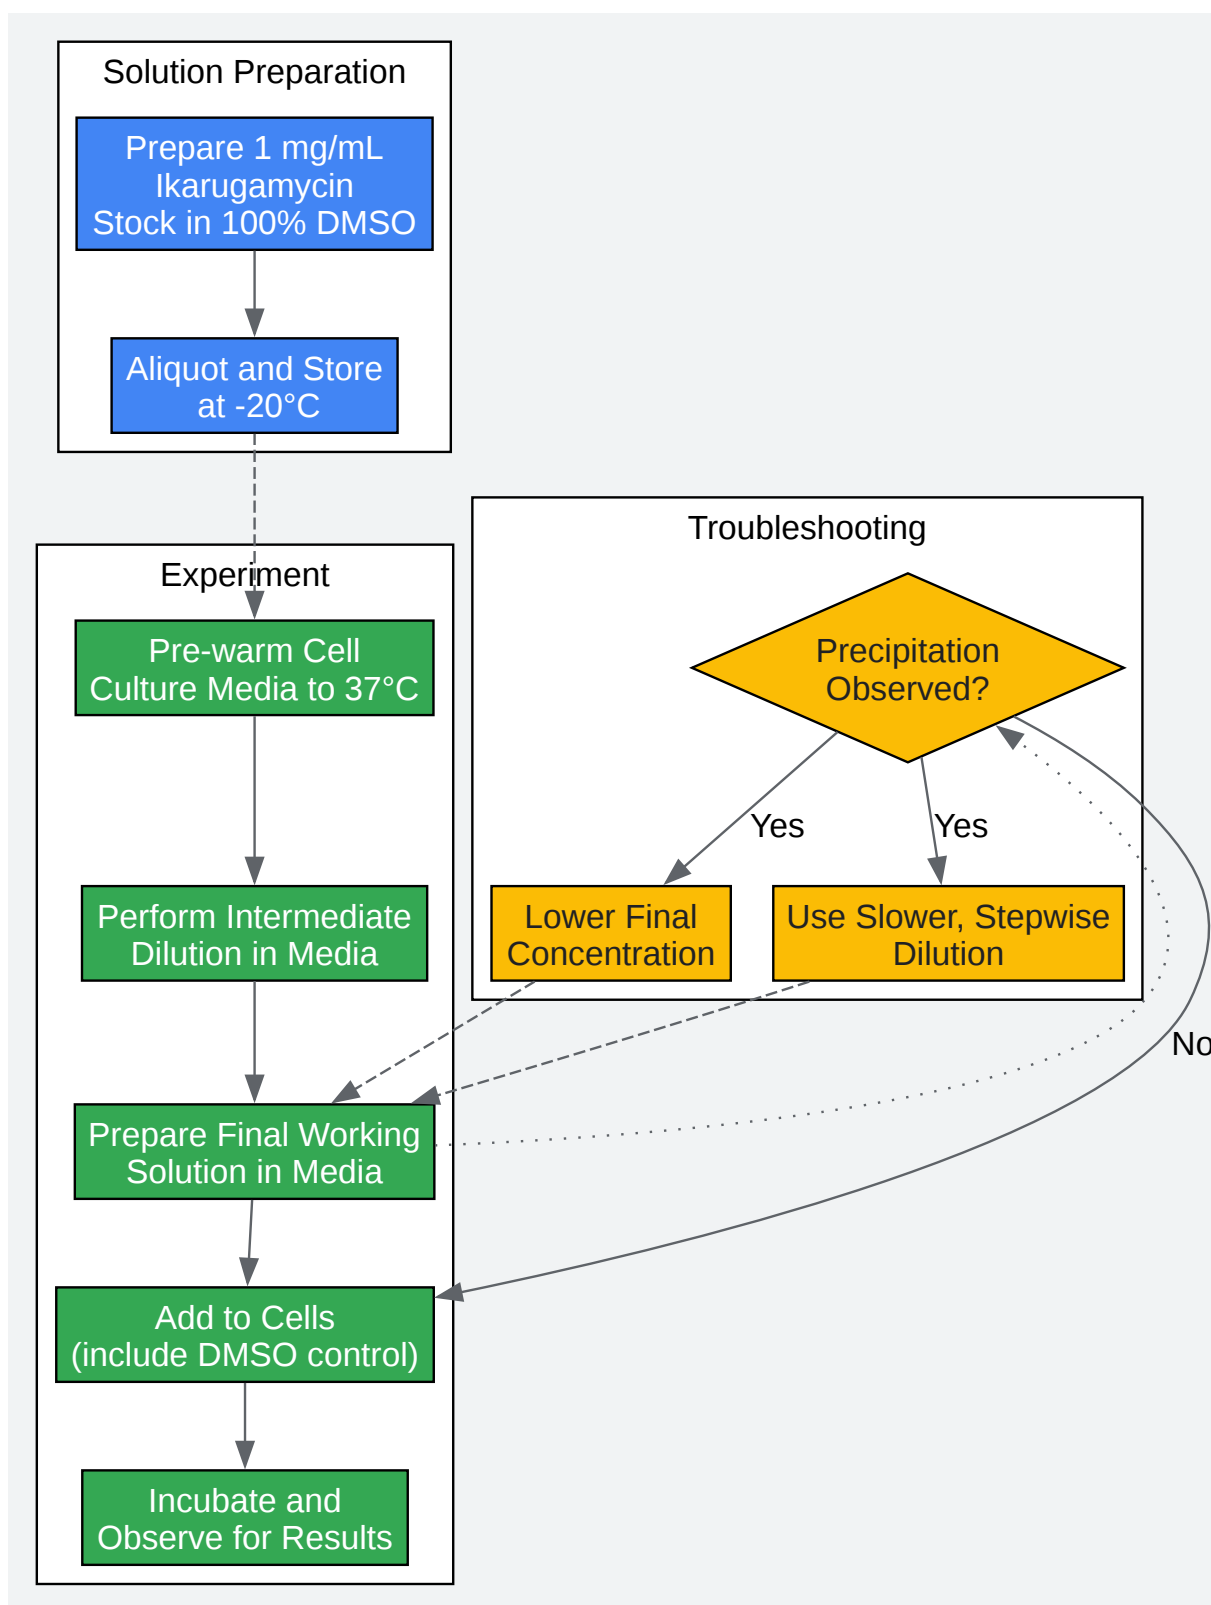 Solution Preparation
Prepare 1 mg/mL
Ikarugamycin
Stock in 100% DMSO
Aliquot and Store
at -20°C
Experiment
Pre-warm Cell
Culture Media to 37°C
Perform Intermediate
Dilution in Media
Prepare Final Working
Solution in Media
Add to Cells
(include DMSO control)
Incubate and
Observe for Results
Troubleshooting
Precipitation
Observed?
Yes
Yes
Lower Final
Concentration
Use Slower, Stepwise
Dilution
No